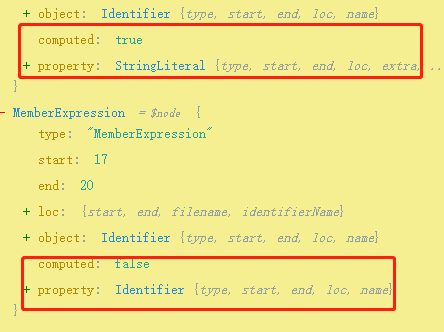 + object: Identifier {type, start, end, loc, name}
computed: true
+ property: StringLiteral {type, start, end, loc, extra, ..
}
- MemberExpression = $node {
type: "MemberExpression"
start: 17
end: 20
+ loc: {start, end, filename, identifierName}
+ object: Identifier {type, start, end, loc, name}
computed: false
+ property: Identifier {type, start, end, loc, name}
}